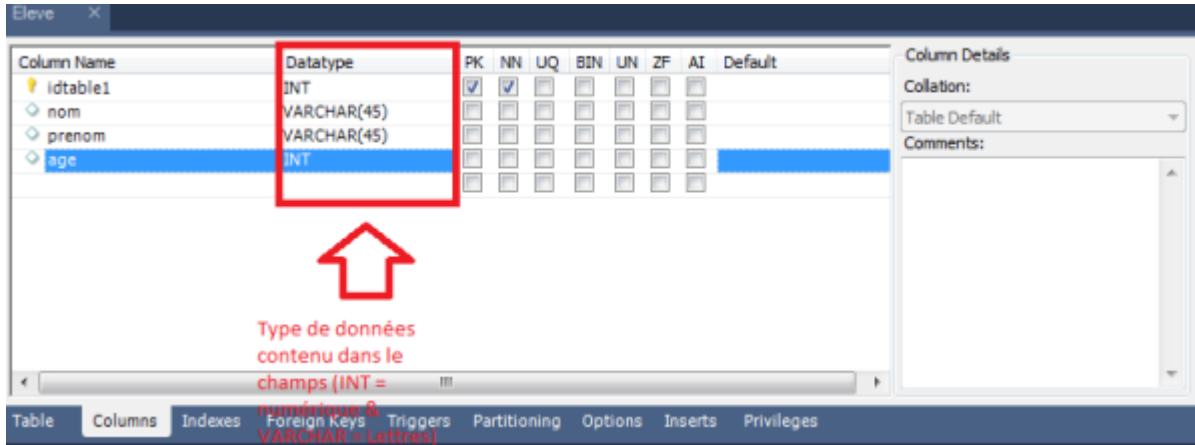 Eleve ×
Column Name Datatype PK NN UQ BIN UN ZF AI Default
idtable1 INT
nom VARCHAR(45)
prenom VARCHAR(45)
age INT
Column Details
Collation:
Table Default
Comments:
Type de données
contenu dans le
champs (INT =
numérique &
VARCHAR = Lettres)
Table Columns Indexes Foreign Keys Triggers Partitioning Options Inserts Privileges